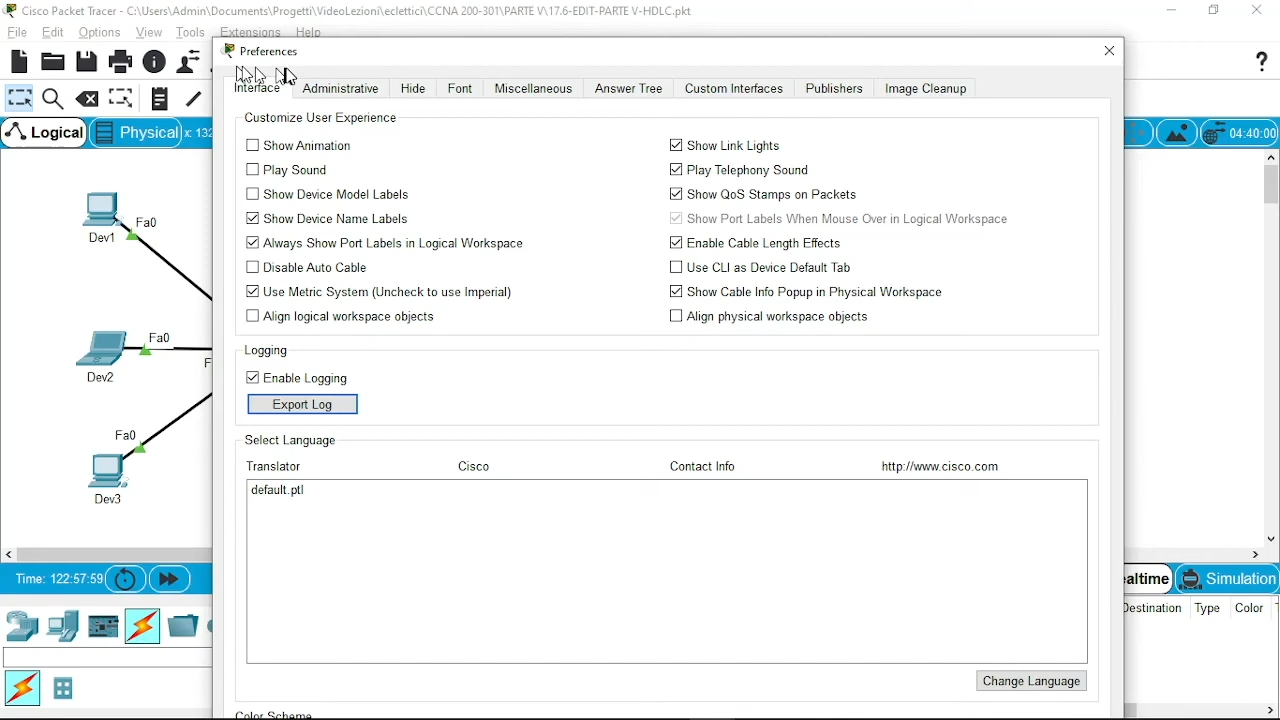 Cisco Packet Tracer - C:\Users\Admin\Documents\Progetti\VideoLezioni\eclettici\CCNA 200-301\PARTE V\17.6-EDIT-PARTE V-HDLC.pkt
File Edit Options View Tools Extensions Help
Preferences
Interface Administrative Hide Font Miscellaneous Answer Tree Custom Interfaces Publishers Image Cleanup
Logical Physical x: 132 04:40:00
Customize User Experience
Show Animation Show Link Lights
Play Sound Play Telephony Sound
Show Device Model Labels Show QoS Stamps on Packets
Show Device Name Labels Show Port Labels When Mouse Over in Logical Workspace
Always Show Port Labels in Logical Workspace Enable Cable Length Effects
Disable Auto Cable Use CLI as Device Default Tab
Use Metric System (Uncheck to use Imperial) Show Cable Info Popup in Physical Workspace
Align logical workspace objects Align physical workspace objects
Fa0
Dev1
Fa0
F
Dev2
Fa0
Dev3
Logging
Enable Logging
Export Log
Select Language
Translator Cisco Contact Info http://www.cisco.com
default.ptl
Change Language
Color Scheme
Time: 122:57:59 ealtime Simulation
Destination Type Color